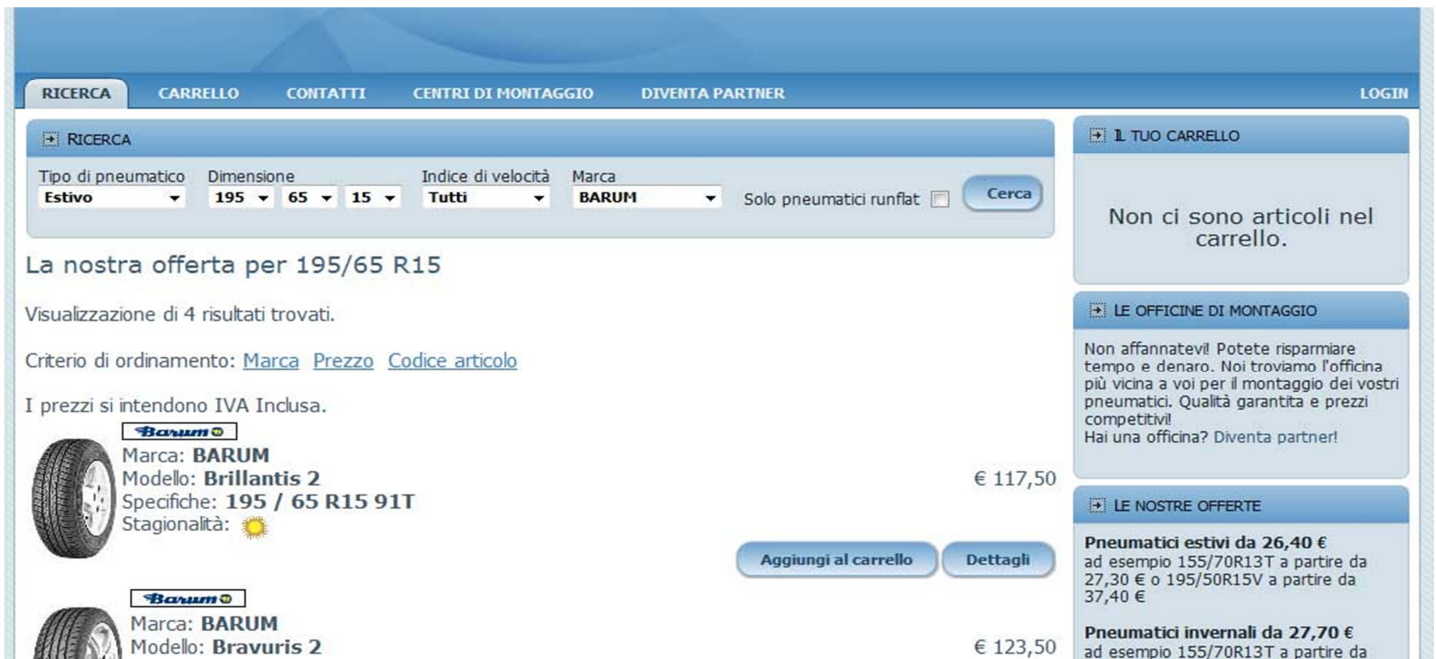 RICERCA CARRELLO CONTATTI CENTRI DI MONTAGGIO DIVENTA PARTNER LOGIN
RICERCA
Tipo di pneumatico Dimensione Indice di velocità Marca
Estivo 195 65 15 Tutti BARUM Solo pneumatici runflat Cerca
La nostra offerta per 195/65 R15
Visualizzazione di 4 risultati trovati.
Criterio di ordinamento: Marca Prezzo Codice articolo
I prezzi si intendono IVA Inclusa.
Barum
Marca: BARUM
Modello: Brillantis 2
€ 117,50
Specifiche: 195 / 65 R15 91T
Stagionalità:
Aggiungi al carrello Dettagli
Barum
Marca: BARUM
Modello: Bravuris 2
€ 123,50
IL TUO CARRELLO
Non ci sono articoli nel
carrello.
LE OFFICINE DI MONTAGGIO
Non affannatevi! Potete risparmiare
tempo e denaro. Noi troviamo l'officina
più vicina a voi per il montaggio dei vostri
pneumatici. Qualità garantita e prezzi
competitivi!
Hai una officina? Diventa partner!
LE NOSTRE OFFERTE
Pneumatici estivi da 26,40 €
ad esempio 155/70R13T a partire da
27,30 € o 195/50R15V a partire da
37,40 €
Pneumatici invernali da 27,70 €
ad esempio 155/70R13T a partire da